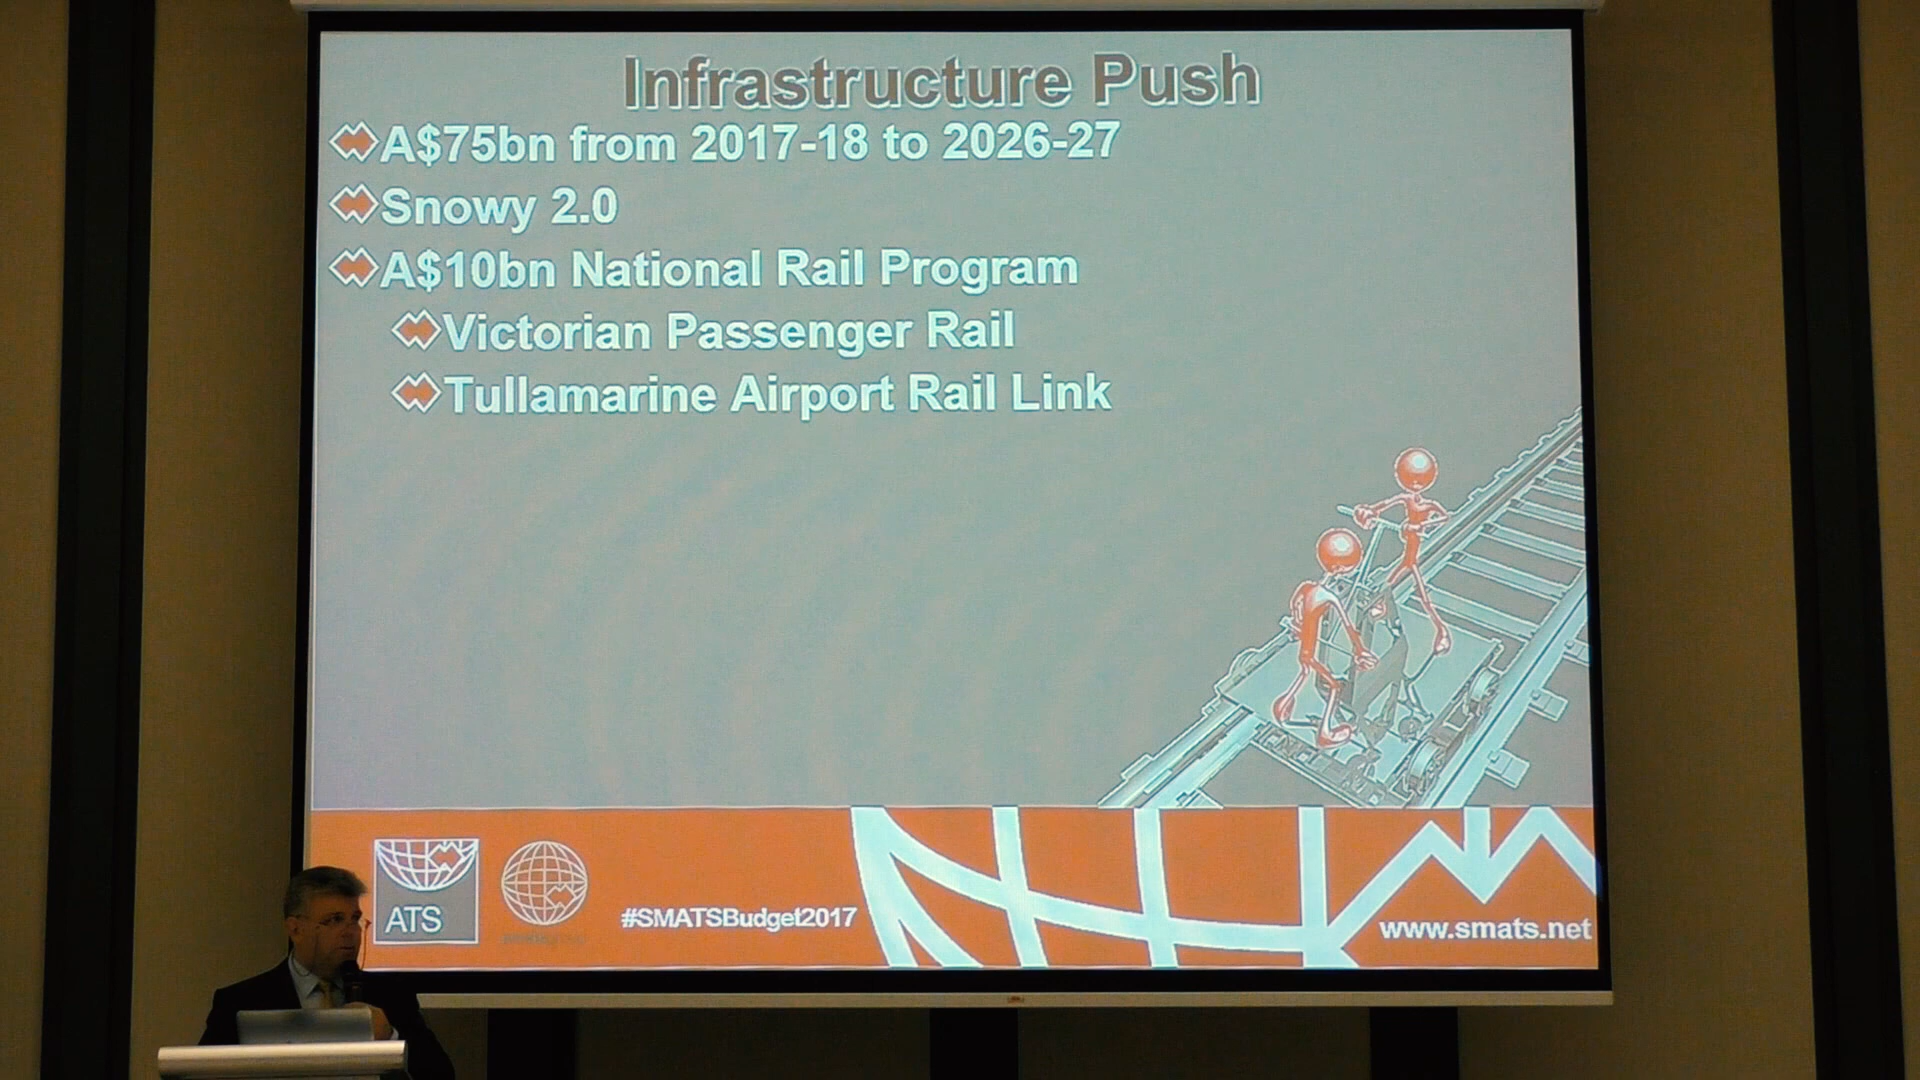 Infrastructure Push
A$75bn from 2017-18 to 2026-27
Snowy 2.0
A$10bn National Rail Program
Victorian Passenger Rail
Tullamarine Airport Rail Link
ATS
#SMATSBudget2017
www.smats.net